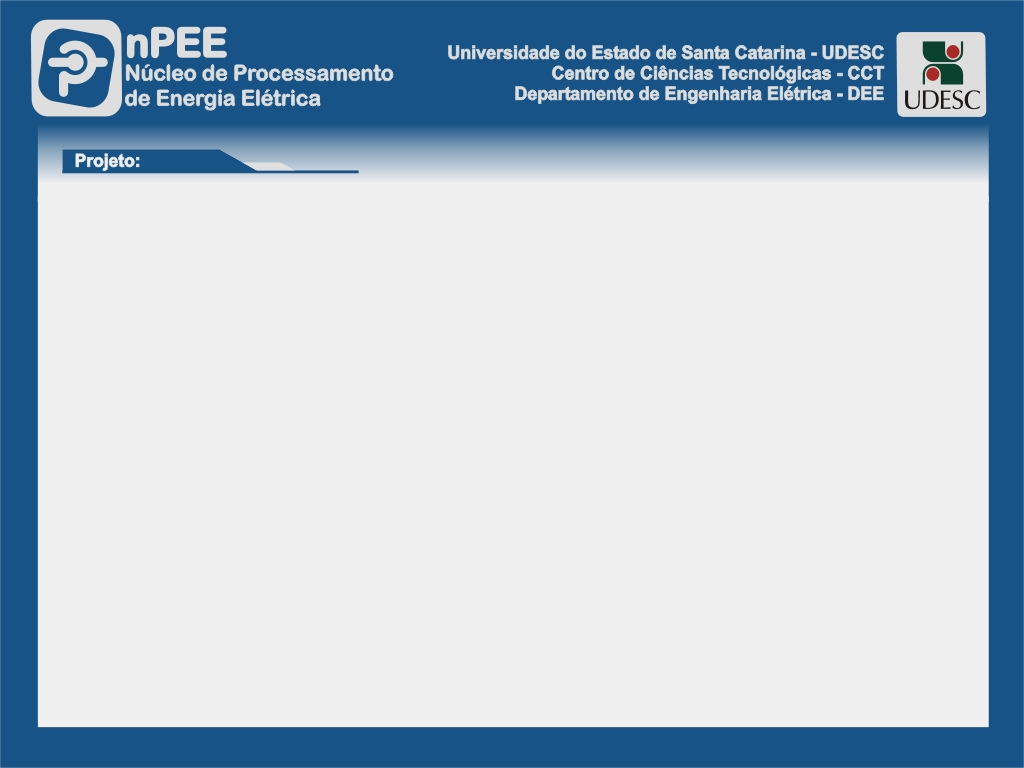 nPEE
Núcleo de Processamento
de Energia Elétrica
Universidade do Estado de Santa Catarina - UDESC
Centro de Ciências Tecnológicas - CCT
Departamento de Engenharia Elétrica - DEE
UDESC
Projeto: